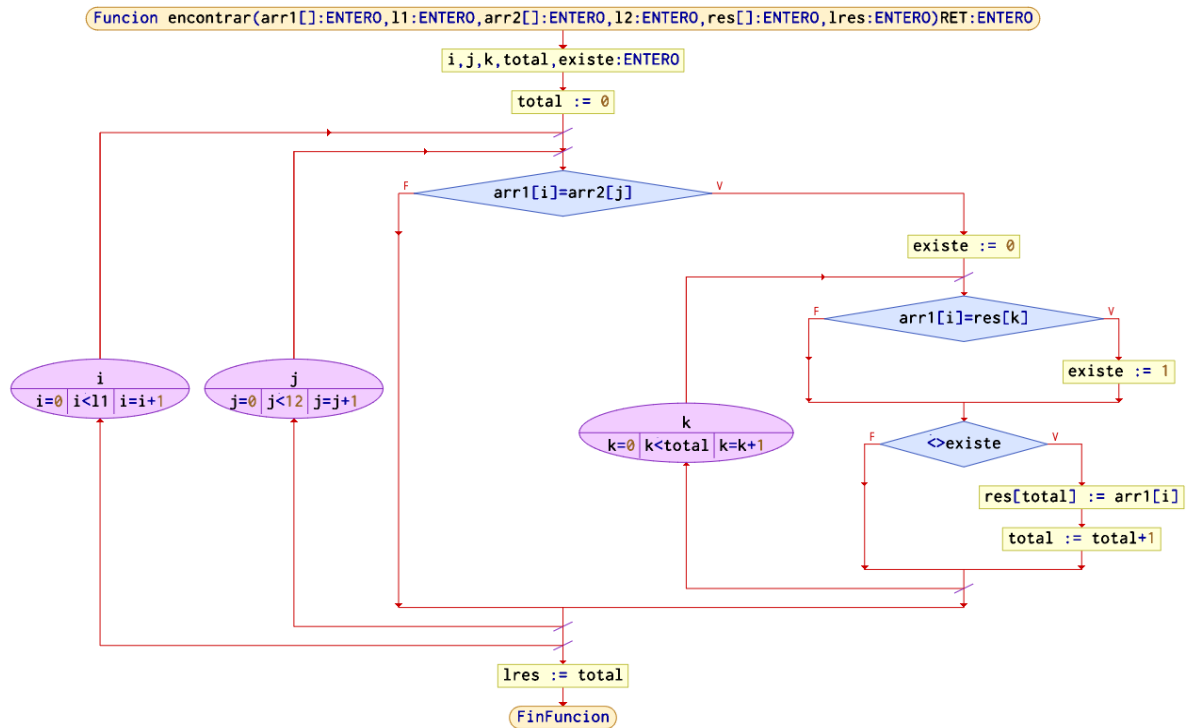 Funcion encontrar(arr1[]:ENTERO,l1:ENTERO,arr2[]:ENTERO,l2:ENTERO,res[]:ENTERO,lres:ENTERO)RET:ENTERO
i,j,k,total,existe:ENTERO
total := 0
F
arr1[i]=arr2[j]
V
existe := 0
F
arr1[i]=res[k]
V
existe := 1
i
i=0 i<l1 i=i+1
j
j=0 j<12 j=j+1
k
k=0 k<total k=k+1
F
<>existe
V
res[total] := arr1[i]
total := total+1
lres := total
FinFuncion